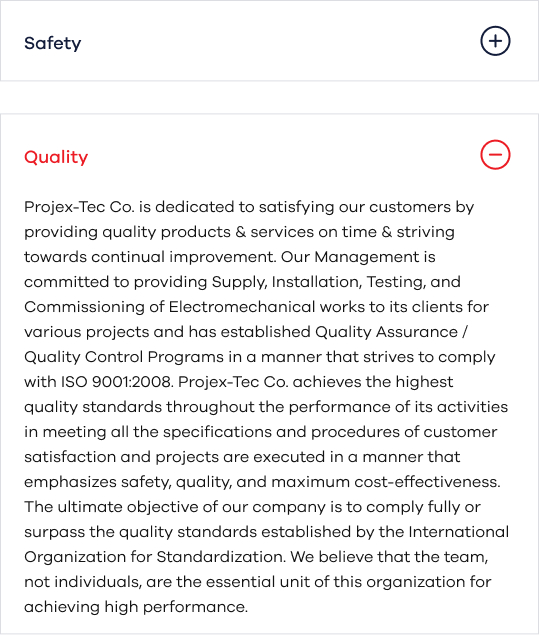 Safety
Quality
Projex-Tec Co. is dedicated to satisfying our customers by
providing quality products & services on time & striving
towards continual improvement. Our Management is
committed to providing Supply, Installation, Testing, and
Commissioning of Electromechanical works to its clients for
various projects and has established Quality Assurance /
Quality Control Programs in a manner that strives to comply
with ISO 9001:2008. Projex-Tec Co. achieves the highest
quality standards throughout the performance of its activities
in meeting all the specifications and procedures of customer
satisfaction and projects are executed in a manner that
emphasizes safety, quality, and maximum cost-effectiveness.
The ultimate objective of our company is to comply fully or
surpass the quality standards established by the International
Organization for Standardization. We believe that the team,
not individuals, are the essential unit of this organization for
achieving high performance.